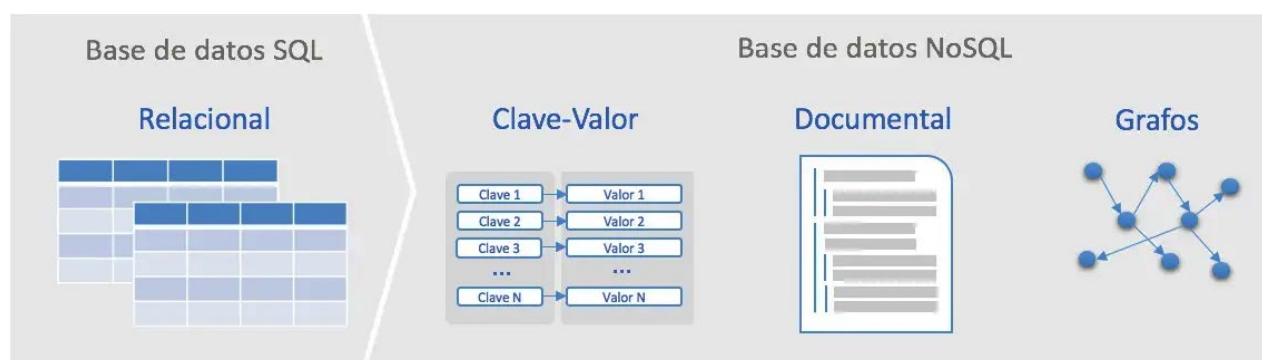 Base de datos SQL
Base de datos NoSQL
Relacional
Clave-Valor
Documental
Grafos
Clave 1
Valor 1
Clave 2
Valor 2
Clave 3
Valor 3
...
...
Clave N
Valor N